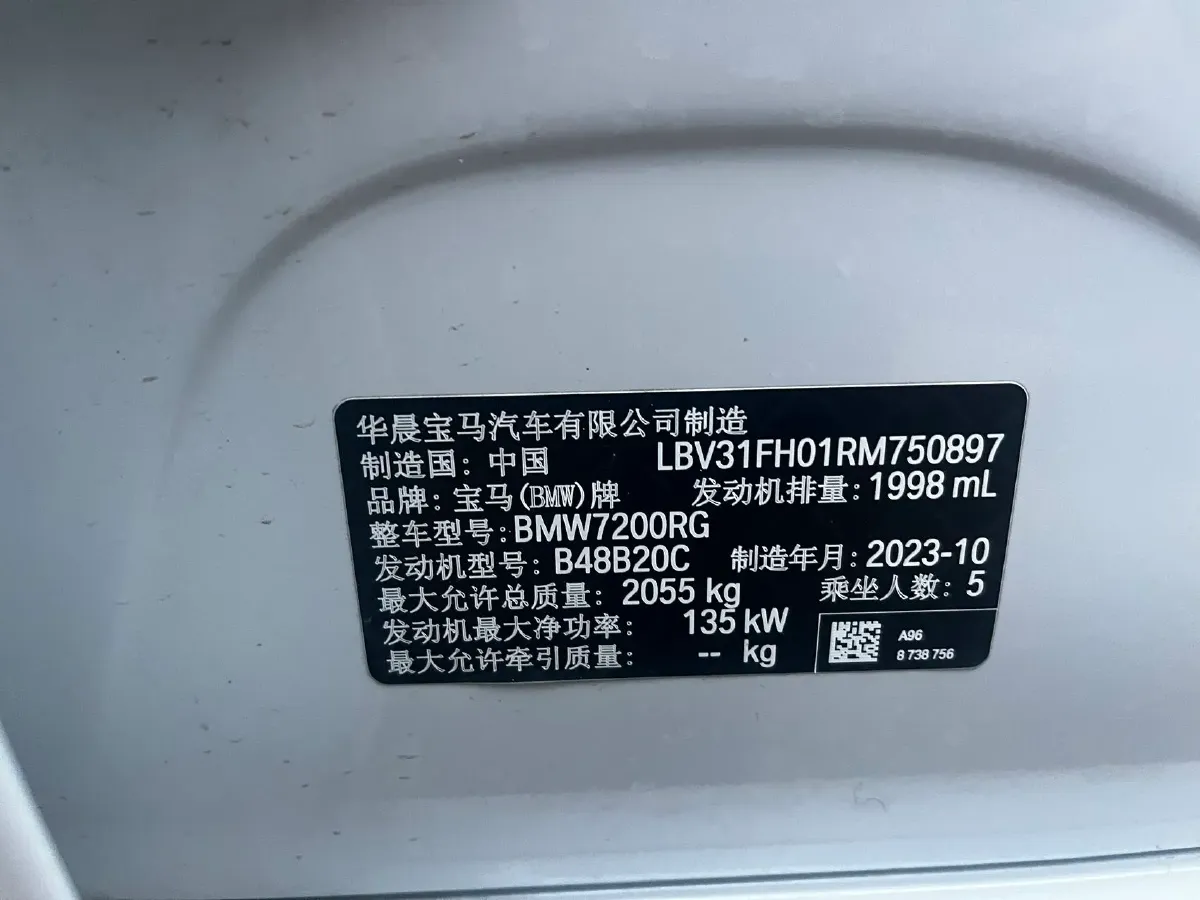 华晨宝马汽车有限公司制造
制造国：中国 LBV31FH01RM750897
品牌：宝马(BMW)牌 发动机排量：1998 mL
整车型号：BMW7200RG
发动机型号：B48B20C 制造年月：2023-10
最大允许总质量：2055 kg 乘坐人数：5
发动机最大净功率：135 kW
最大允许牵引质量：-- kg
A96
8 738 756